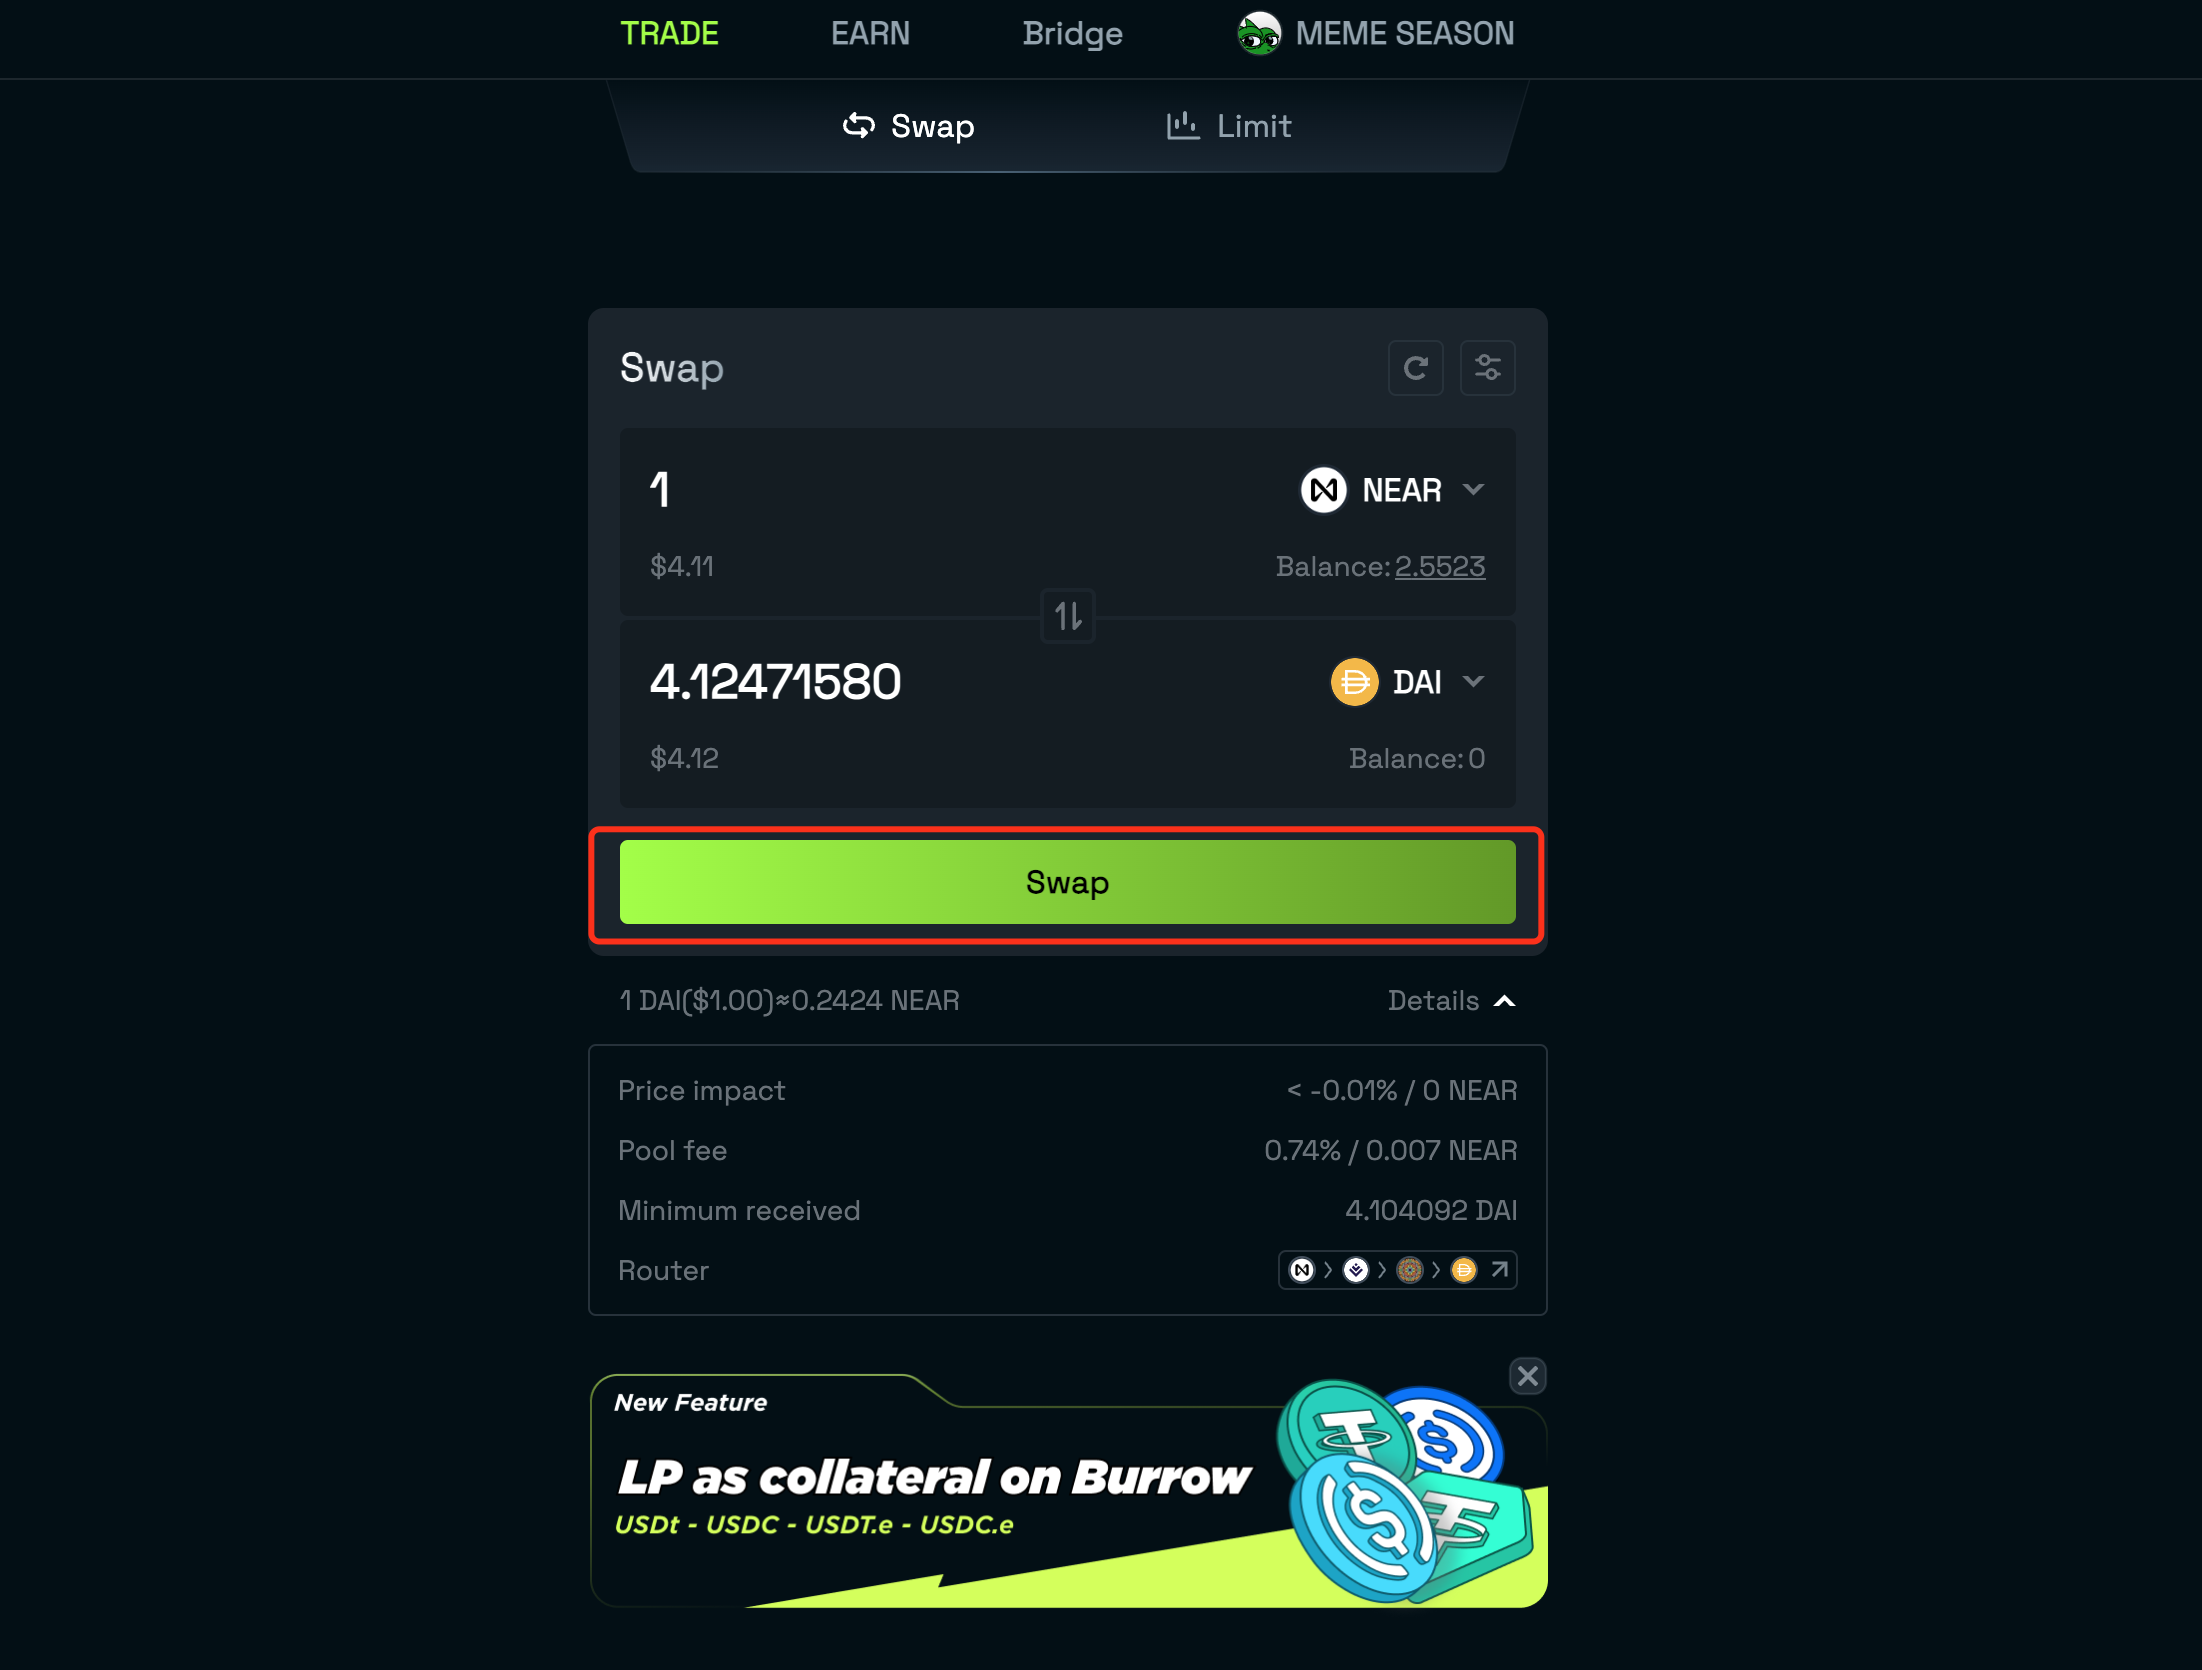 TRADE EARN Bridge MEME SEASON
Swap Limit
Swap
1 NEAR
$4.11 Balance: 2.5523
4.12471580 DAI
$4.12 Balance: 0
Swap
1 DAI($1.00)≈0.2424 NEAR Details
Price impact < -0.01% / 0 NEAR
Pool fee 0.74% / 0.007 NEAR
Minimum received 4.104092 DAI
Router
New Feature
LP as collateral on Burrow
USDt - USDC - USDT.e - USDC.e